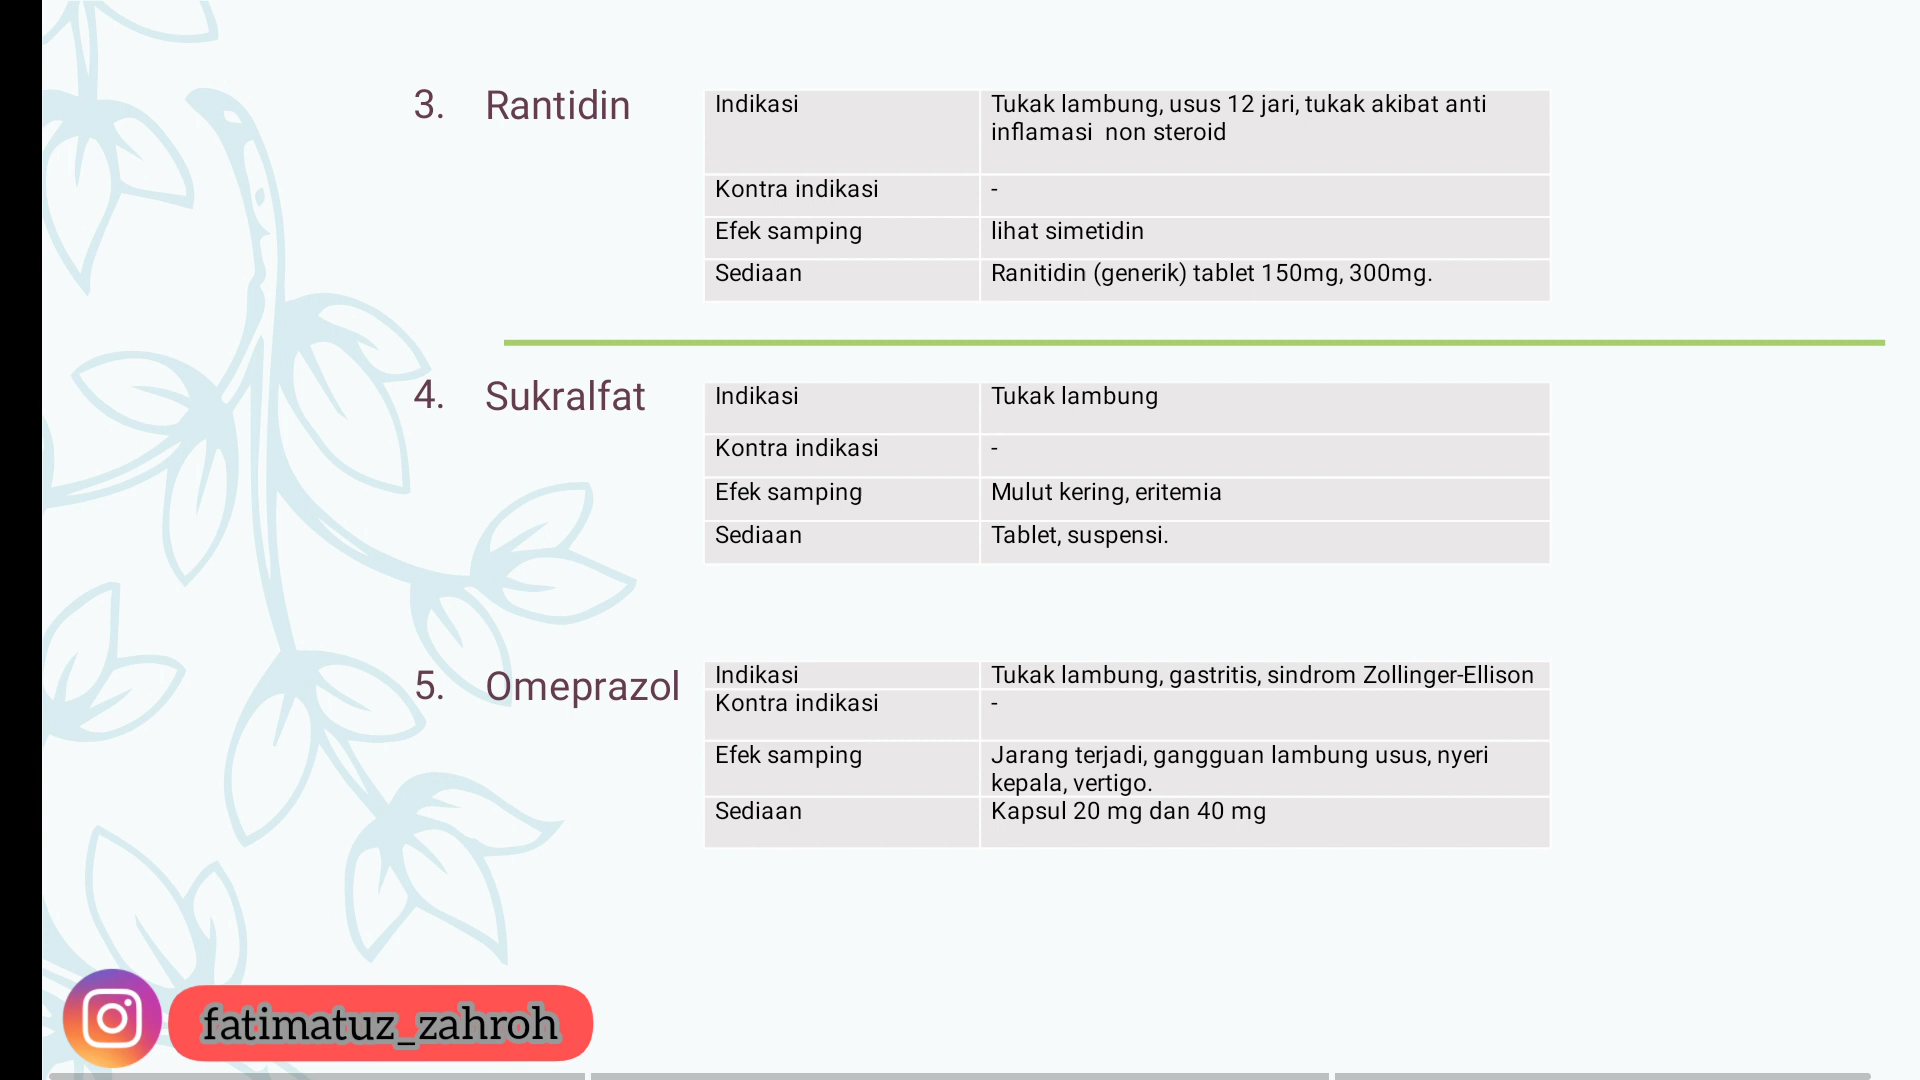 3. Rantidin
Indikasi Tukak lambung, usus 12 jari, tukak akibat anti
inflamasi non steroid
Kontra indikasi -
Efek samping lihat simetidin
Sediaan Ranitidin (generik) tablet 150mg, 300mg.
4. Sukralfat
Indikasi Tukak lambung
Kontra indikasi -
Efek samping Mulut kering, eritemia
Sediaan Tablet, suspensi.
5. Omeprazol
Indikasi Tukak lambung, gastritis, sindrom Zollinger-Ellison
Kontra indikasi -
Efek samping Jarang terjadi, gangguan lambung usus, nyeri
kepala, vertigo.
Sediaan Kapsul 20 mg dan 40 mg
fatimatuz_zahroh